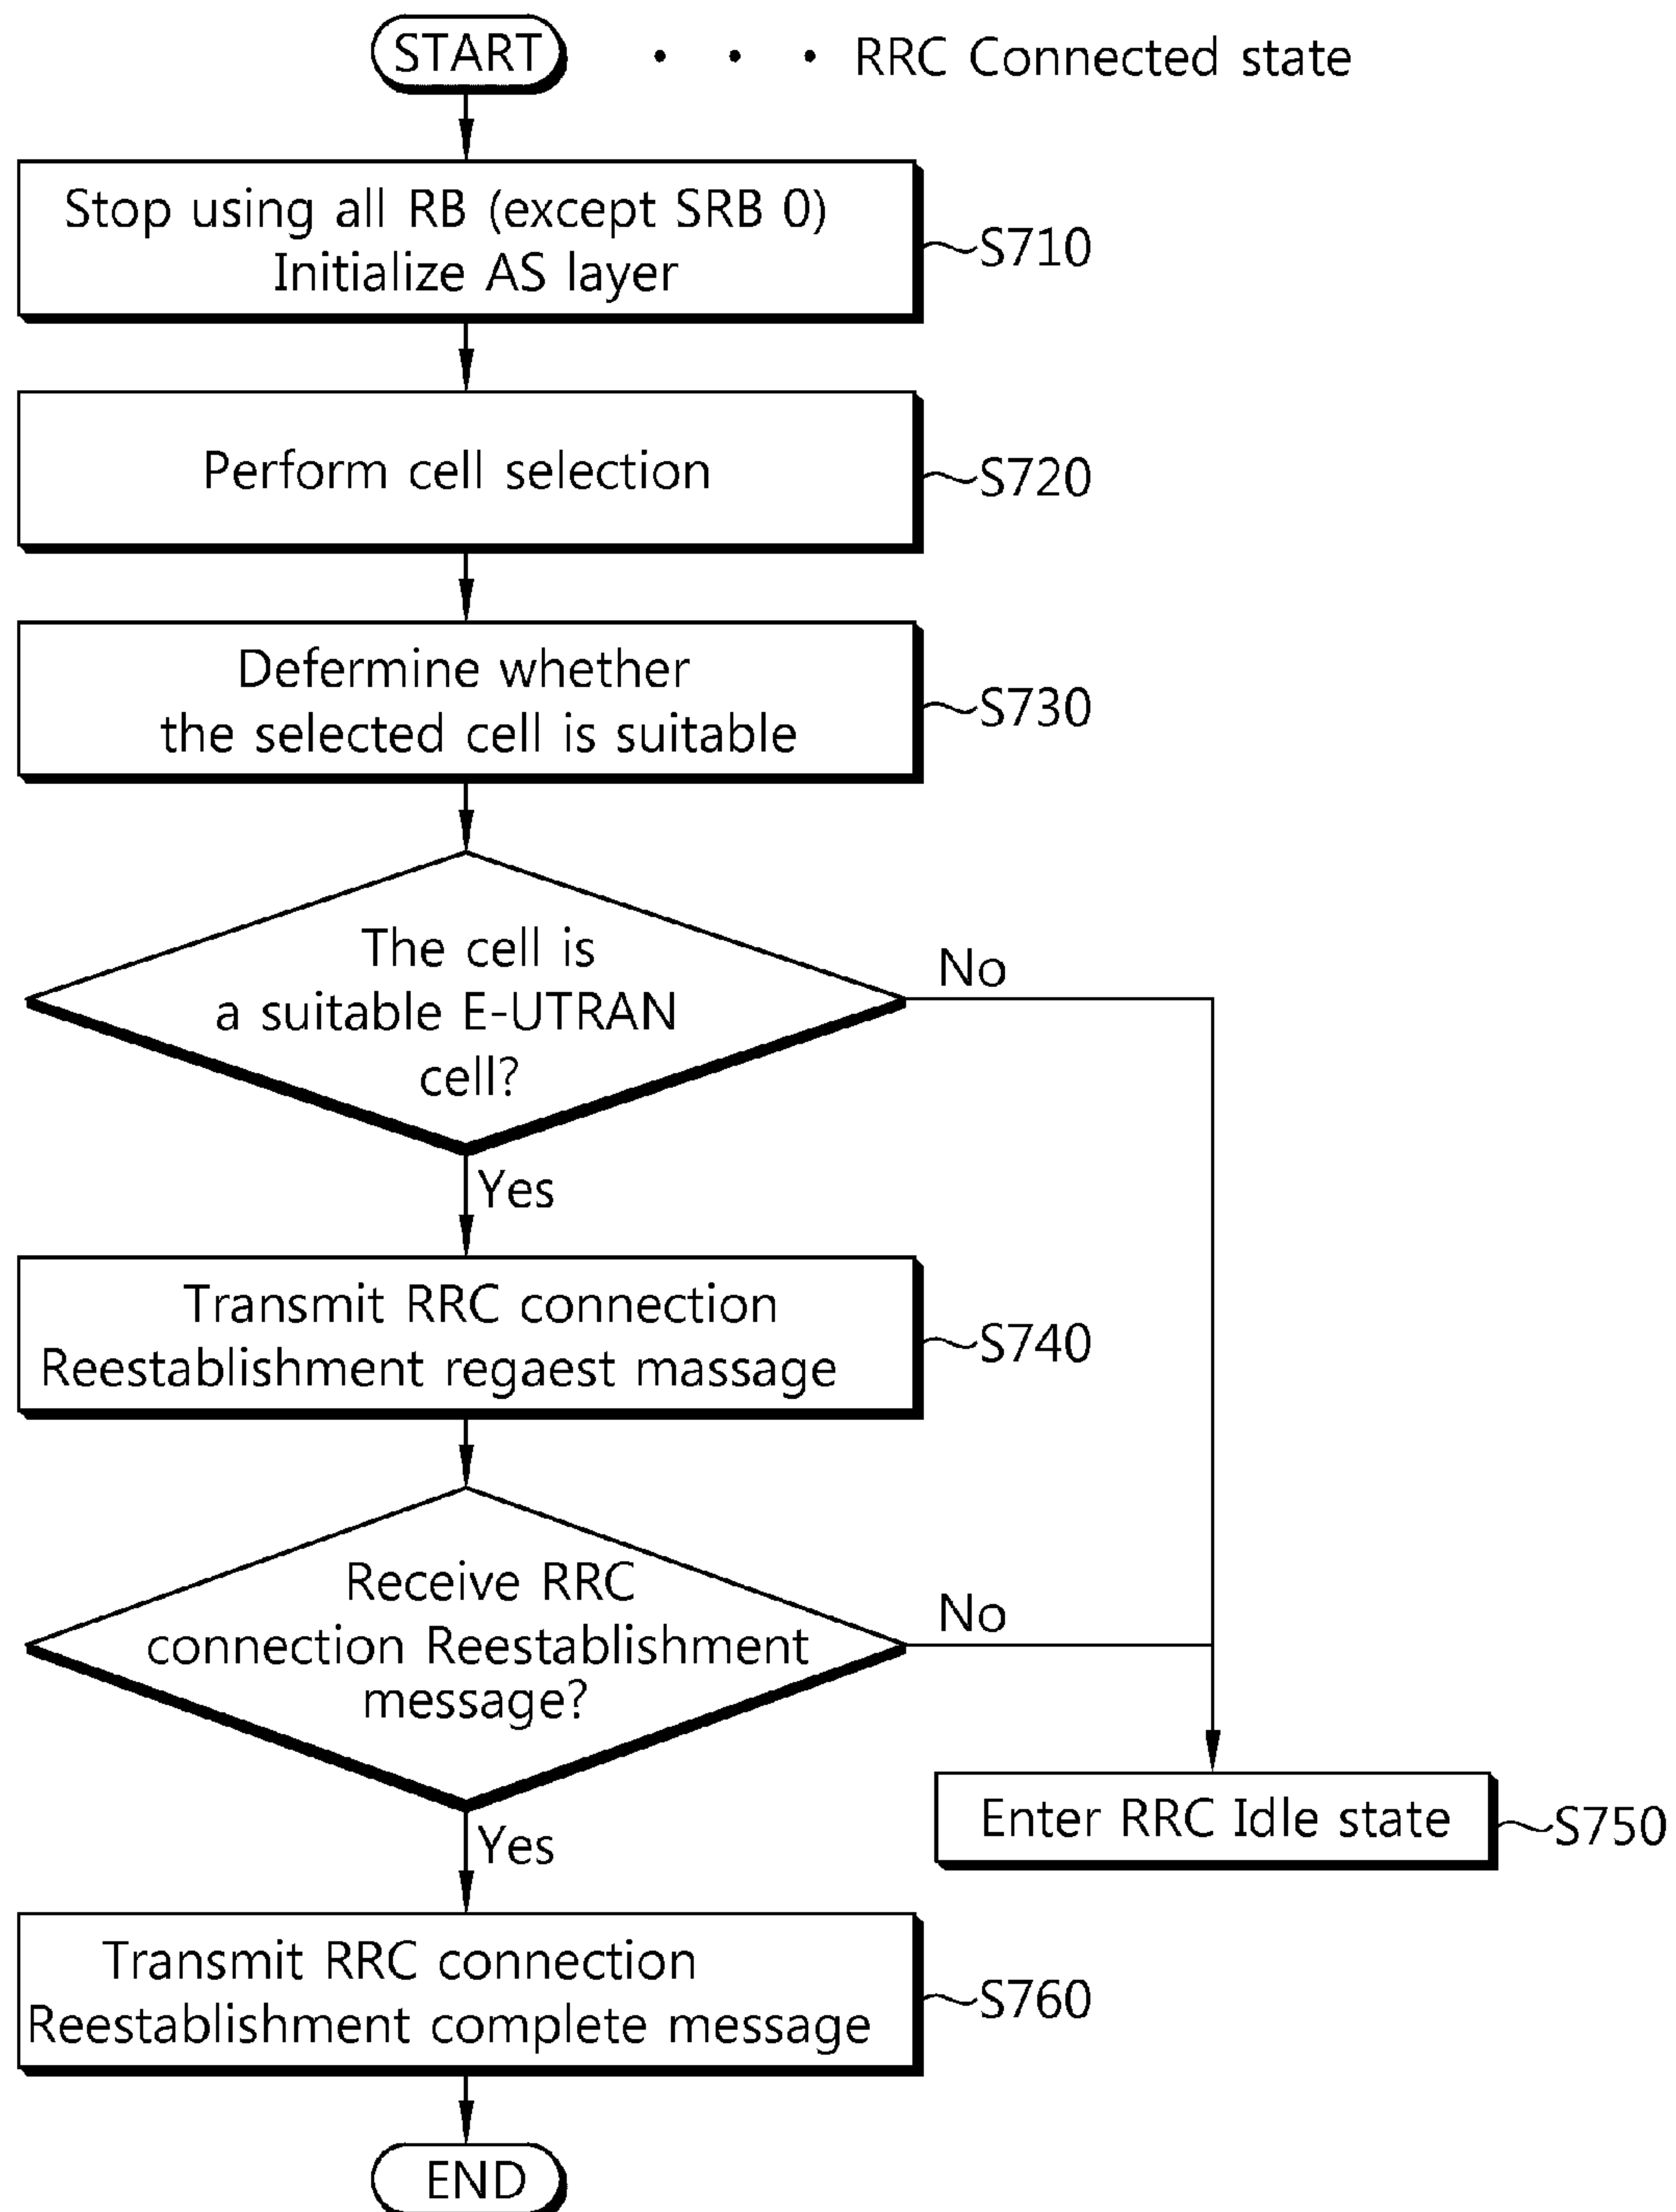 START · · · RRC Connected state
Stop using all RB (except SRB 0)
Initialize AS layer
S710
Perform cell selection
S720
Defermine whether
the selected cell is suitable
S730
The cell is
a suitable E-UTRAN
cell?
No
Yes
Transmit RRC connection
Reestablishment regaest massage
S740
Receive RRC
connection Reestablishment
message?
No
Yes
Enter RRC Idle state
S750
Transmit RRC connection
Reestablishment complete message
S760
END